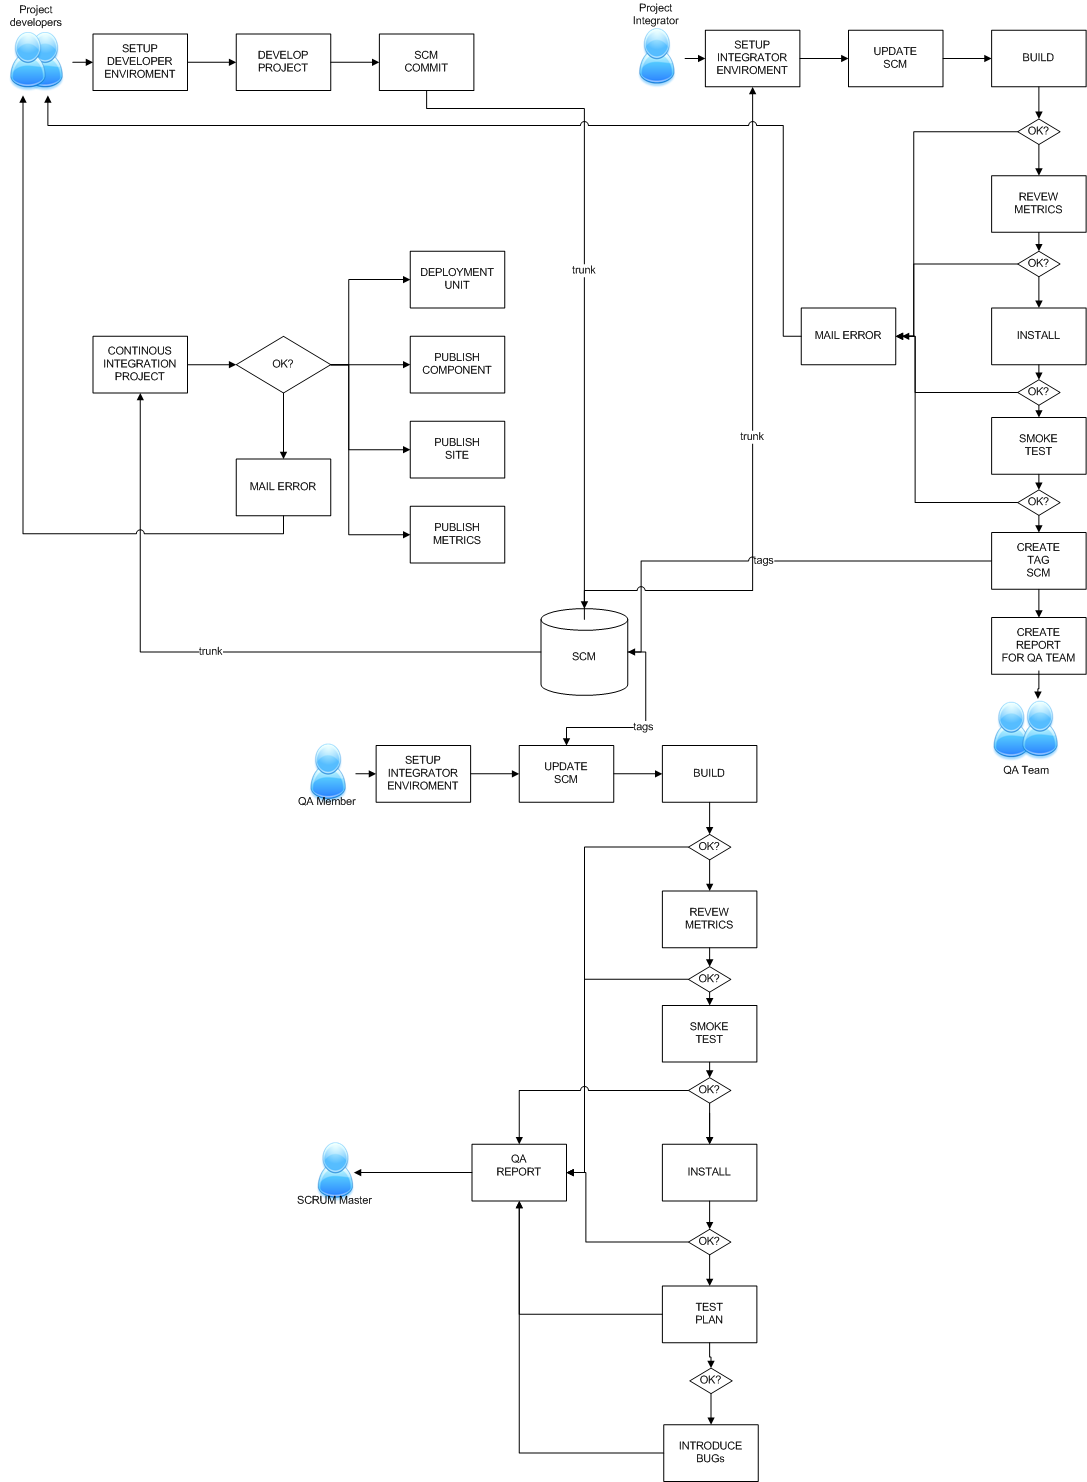 Project
developers
SETUP
DEVELOPER
ENVIROMENT
DEVELOP
PROJECT
SCM
COMMIT
Project
Integrator
SETUP
INTEGRATOR
ENVIROMENT
UPDATE
SCM
BUILD
OK?
REVEW
METRICS
OK?
INSTALL
OK?
SMOKE
TEST
OK?
CREATE
TAG
SCM
CREATE
REPORT
FOR QA TEAM
QA Team
MAIL ERROR
trunk
trunk
tags
DEPLOYMENT
UNIT
CONTINOUS
INTEGRATION
PROJECT
OK?
PUBLISH
COMPONENT
PUBLISH
SITE
MAIL ERROR
PUBLISH
METRICS
SCM
trunk
tags
QA Member
SETUP
INTEGRATOR
ENVIROMENT
UPDATE
SCM
BUILD
OK?
REVEW
METRICS
OK?
SMOKE
TEST
OK?
QA
REPORT
SCRUM Master
INSTALL
OK?
TEST
PLAN
OK?
INTRODUCE
BUGs